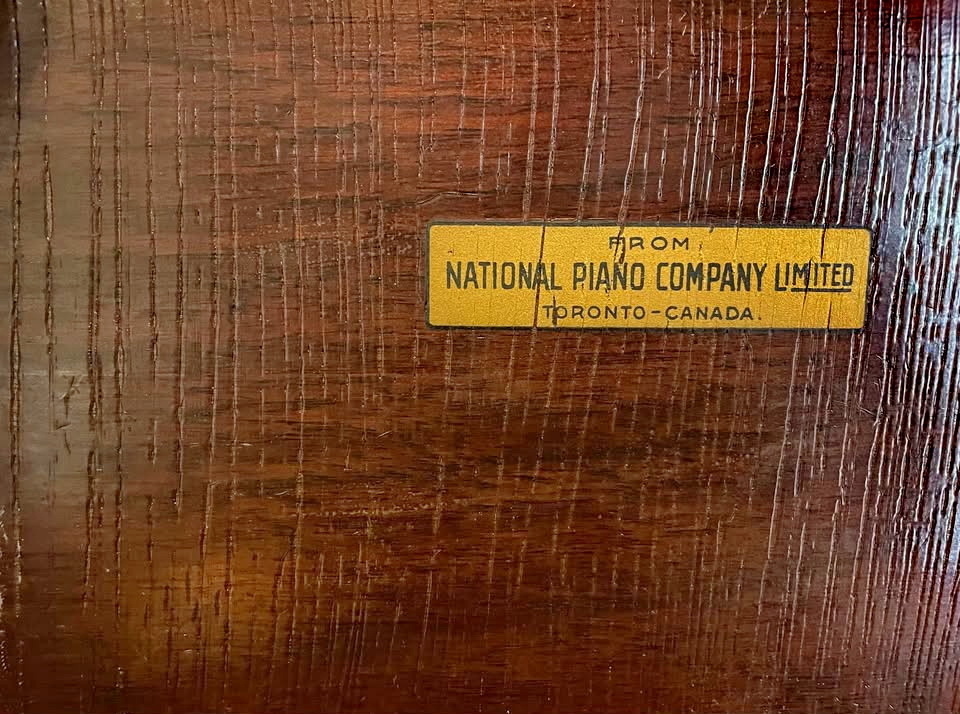 FROM
NATIONAL PIANO COMPANY LIMITED
TORONTO-CANADA.